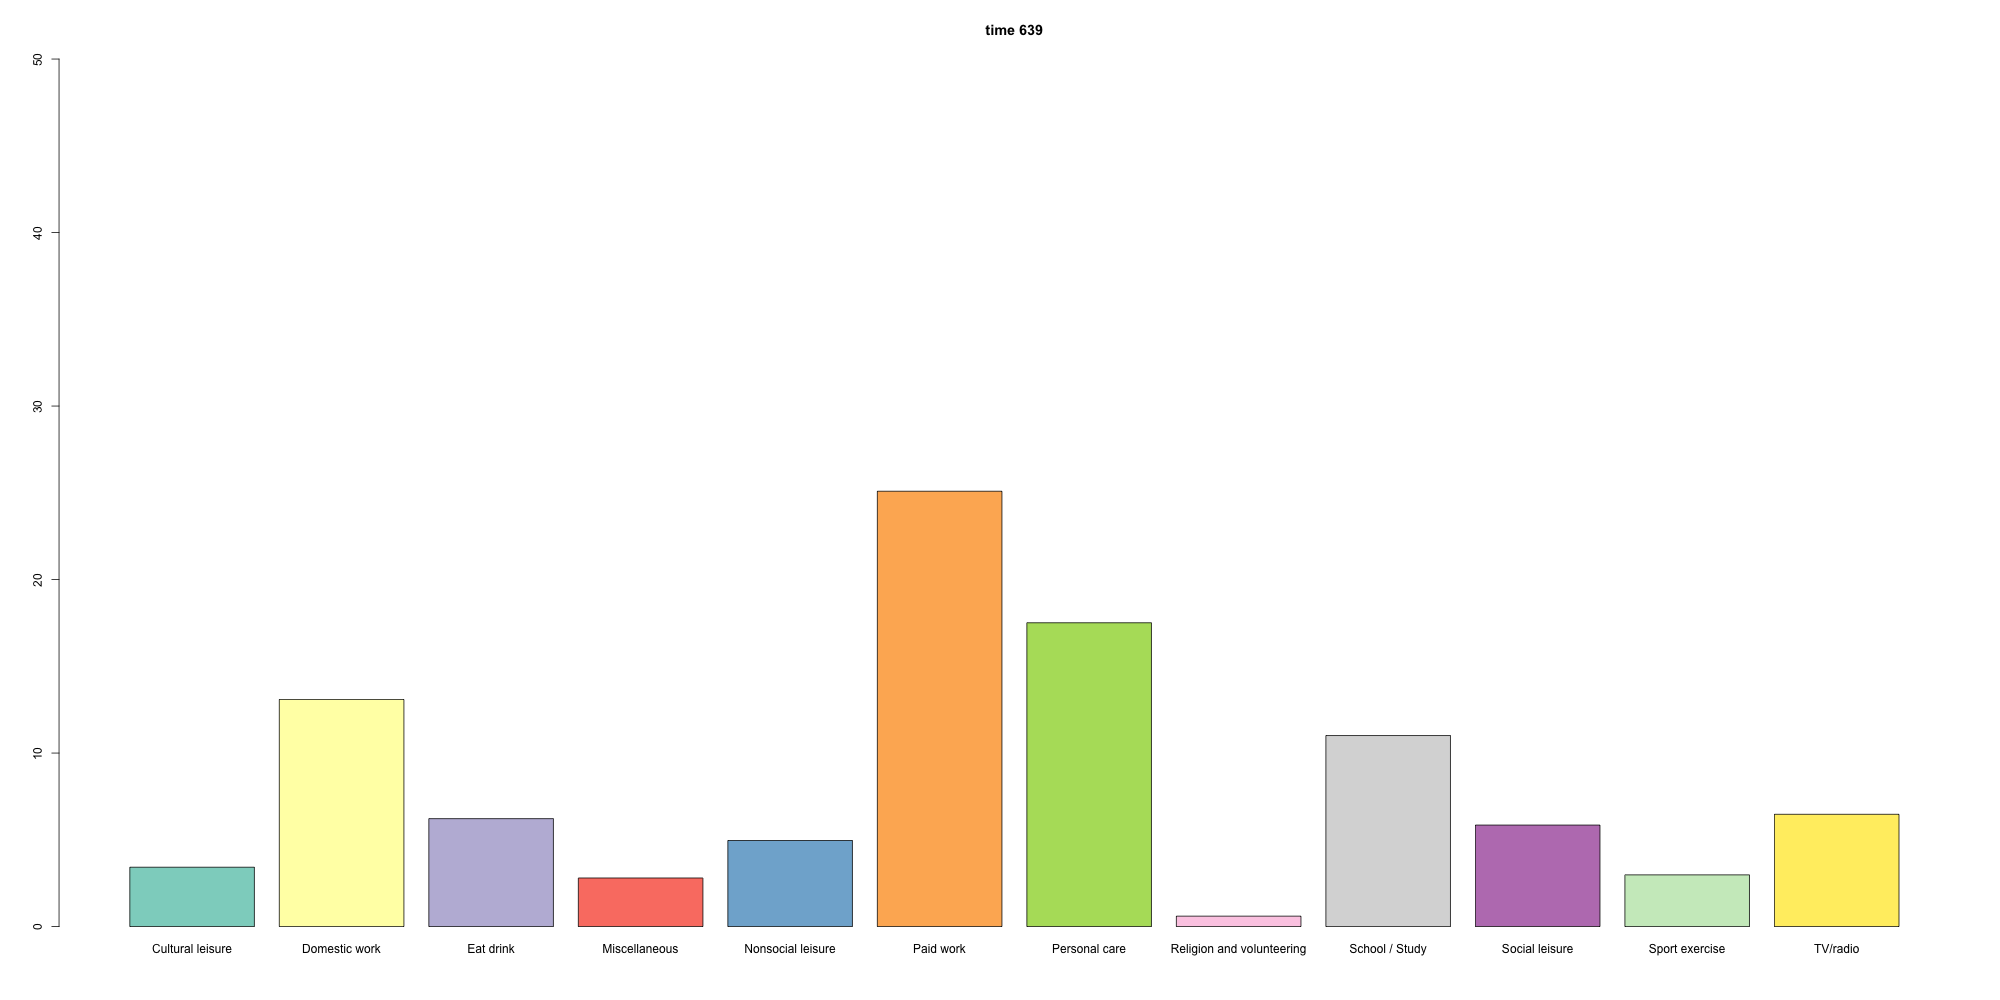 time 639
50
40
30
20
10
0
Cultural leisure
Domestic work
Eat drink
Miscellaneous
Nonsocial leisure
Paid work
Personal care
Religion and volunteering
School / Study
Social leisure
Sport exercise
TV/radio